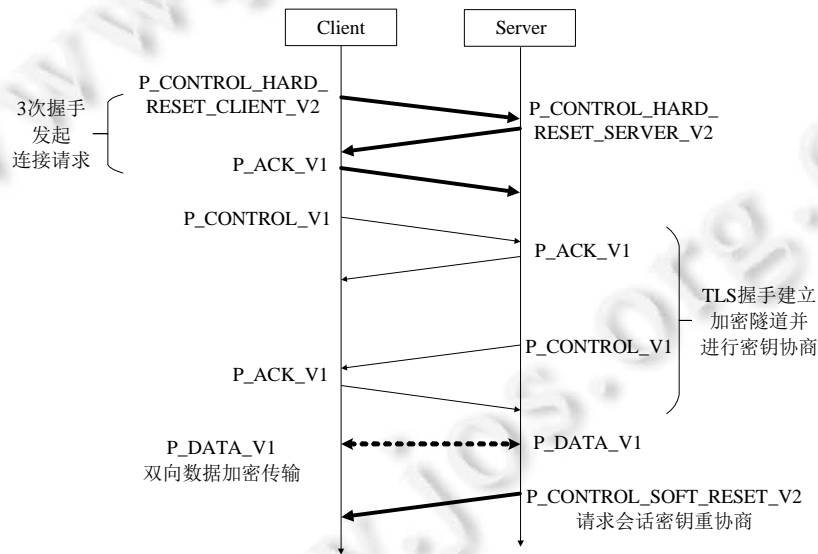 Client
Server
P_CONTROL_HARD_
RESET_CLIENT_V2
3次握手
发起
连接请求
P_CONTROL_HARD_
RESET_SERVER_V2
P_ACK_V1
P_CONTROL_V1
P_ACK_V1
TLS握手建立
加密隧道并
进行密钥协商
P_CONTROL_V1
P_ACK_V1
P_DATA_V1
双向数据加密传输
P_DATA_V1
P_CONTROL_SOFT_RESET_V2
请求会话密钥重协商